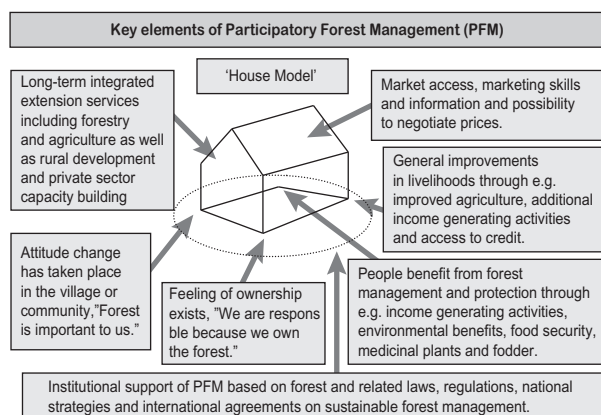 Key elements of Participatory Forest Management (PFM)
'House Model'
Long-term integrated
extension services
including forestry
and agriculture as well
as rural development
and private sector
capacity building
Market access, marketing skills
and information and possibility
to negotiate prices.
General improvements
in livelihoods through e.g.
improved agriculture, additional
income generating activities
and access to credit.
Attitude change
has taken place
in the village or
community,"Forest
is important to us."
Feeling of ownership
exists, "We are respons
ble because we own
the forest."
People benefit from forest
management and protection through
e.g. income generating activities,
environmental benefits, food security,
medicinal plants and fodder.
Institutional support of PFM based on forest and related laws, regulations, national
strategies and international agreements on sustainable forest management.